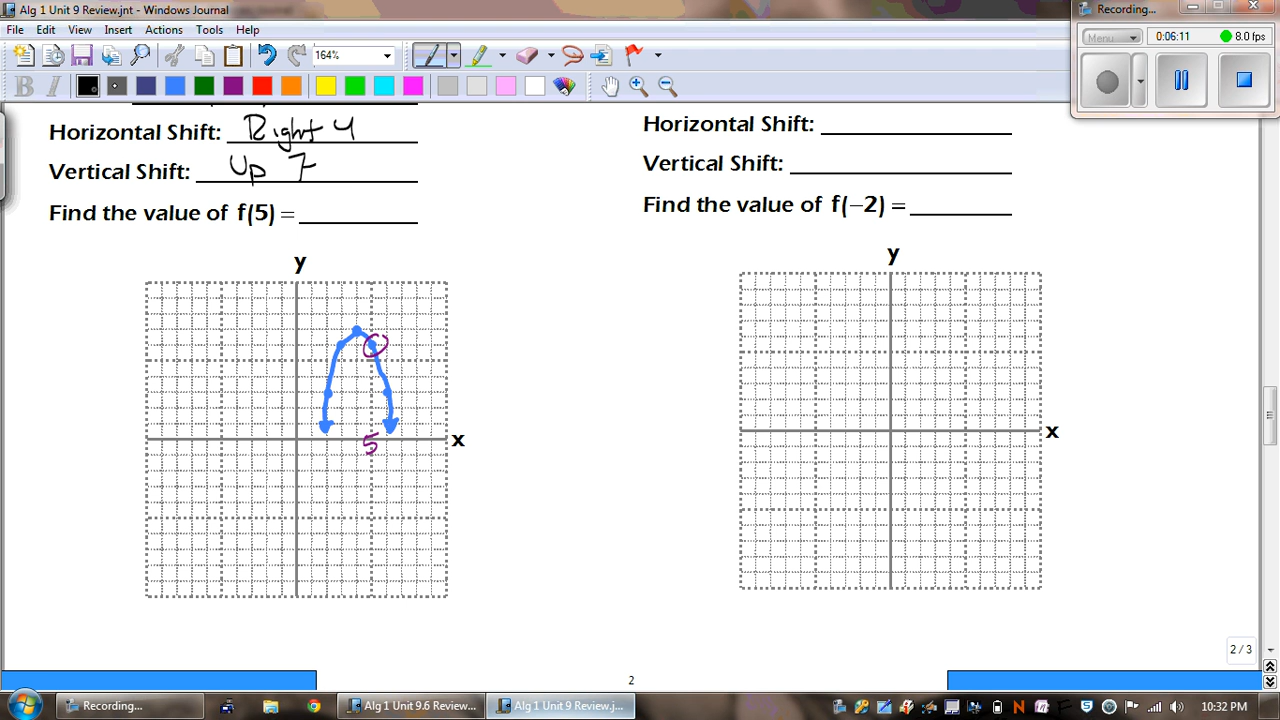 Alg 1 Unit 9 Review.jnt - Windows Journal
File Edit View Insert Actions Tools Help
164%
Recording...
Menu 0:06:11 8.0 fps
Horizontal Shift: Right 4
Vertical Shift: Up 7
Find the value of f(5) =
y
x
5
Horizontal Shift:
Vertical Shift:
Find the value of f(−2) =
y
x
2 / 3
2
Recording... Alg 1 Unit 9.6 Review... Alg 1 Unit 9 Review.j... 10:32 PM